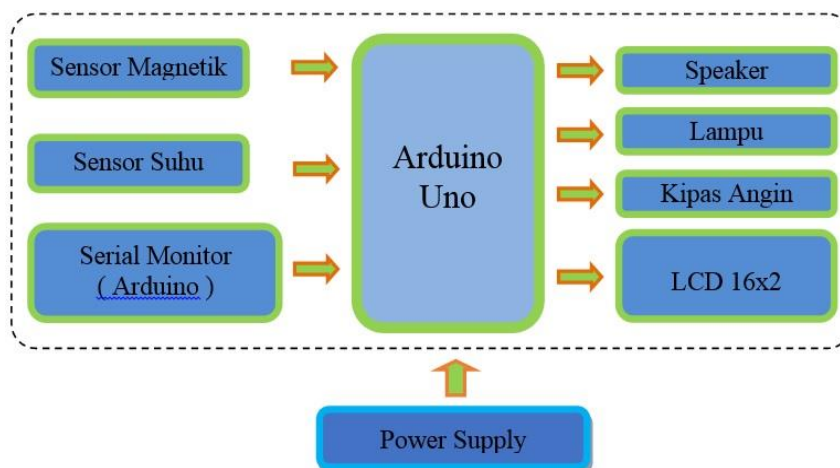 Sensor Magnetik
Sensor Suhu
Serial Monitor
( Arduino )
Arduino
Uno
Speaker
Lampu
Kipas Angin
LCD 16x2
Power Supply